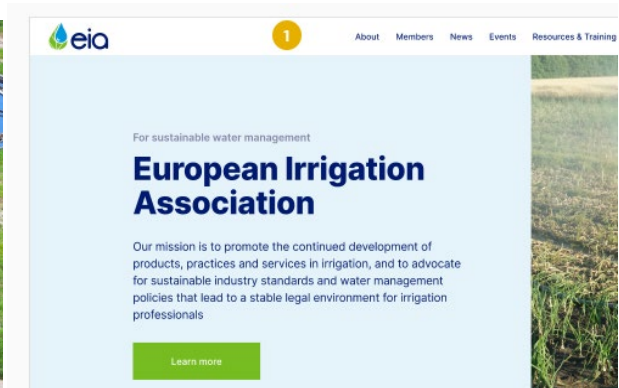 eia
1
About Members News Events Resources & Training
For sustainable water management
European Irrigation
Association
Our mission is to promote the continued development of
products, practices and services in irrigation, and to advocate
for sustainable industry standards and water management
policies that lead to a stable legal environment for irrigation
professionals
Learn more